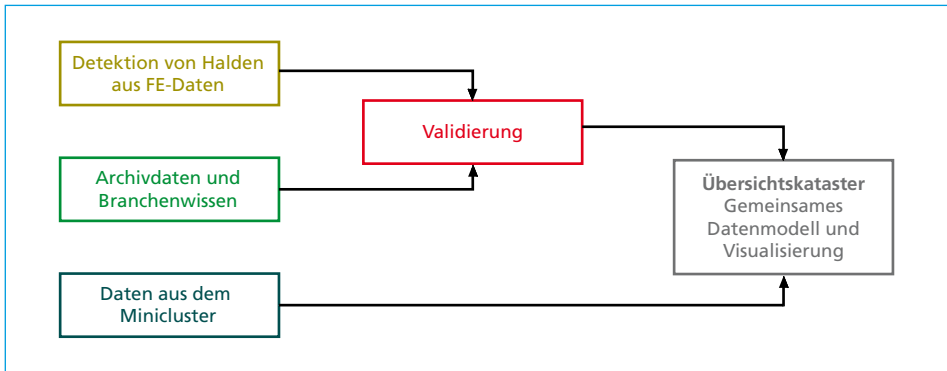 Detektion von Halden
aus FE-Daten
Validierung
Archivdaten und
Branchenwissen
Übersichtskataster
Gemeinsames
Datenmodell und
Visualisierung
Daten aus dem
Minicluster